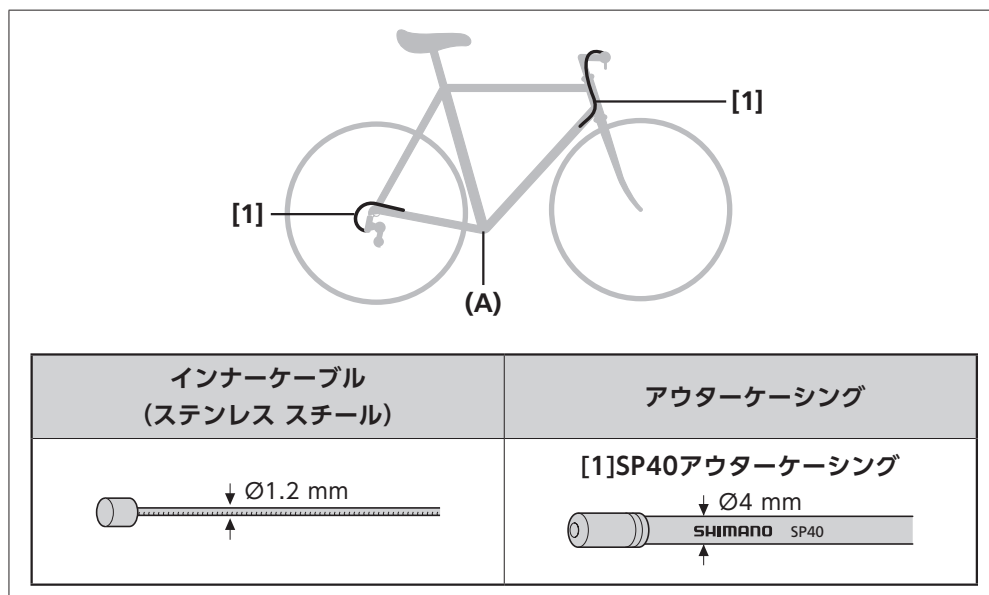 [1]
[1]
(A)
インナーケーブル
(ステンレス スチール)
アウターケーシング
Ø1.2 mm
[1]SP40アウターケーシング
Ø4 mm
SHIMANO SP40